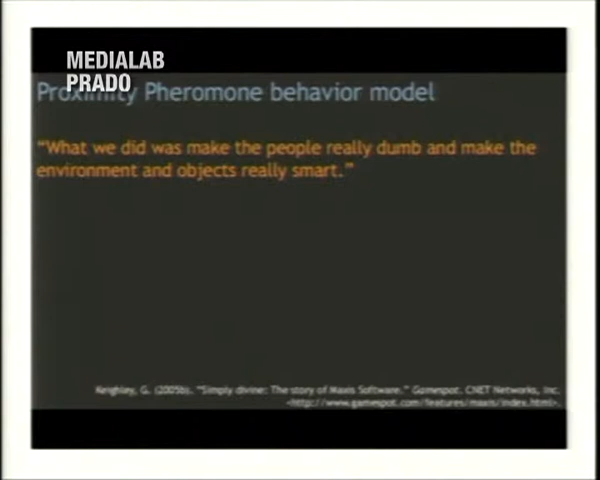 MEDIALAB
PRADO
Proximity Pheromone behavior model
“What we did was make the people really dumb and make the
environment and objects really smart.”
Keighley, G. (2005b). “Simply divine: The story of Maxis Software.” Gamespot. CNET Networks, Inc.
<http://www.gamespot.com/features/maxis/index.html>.